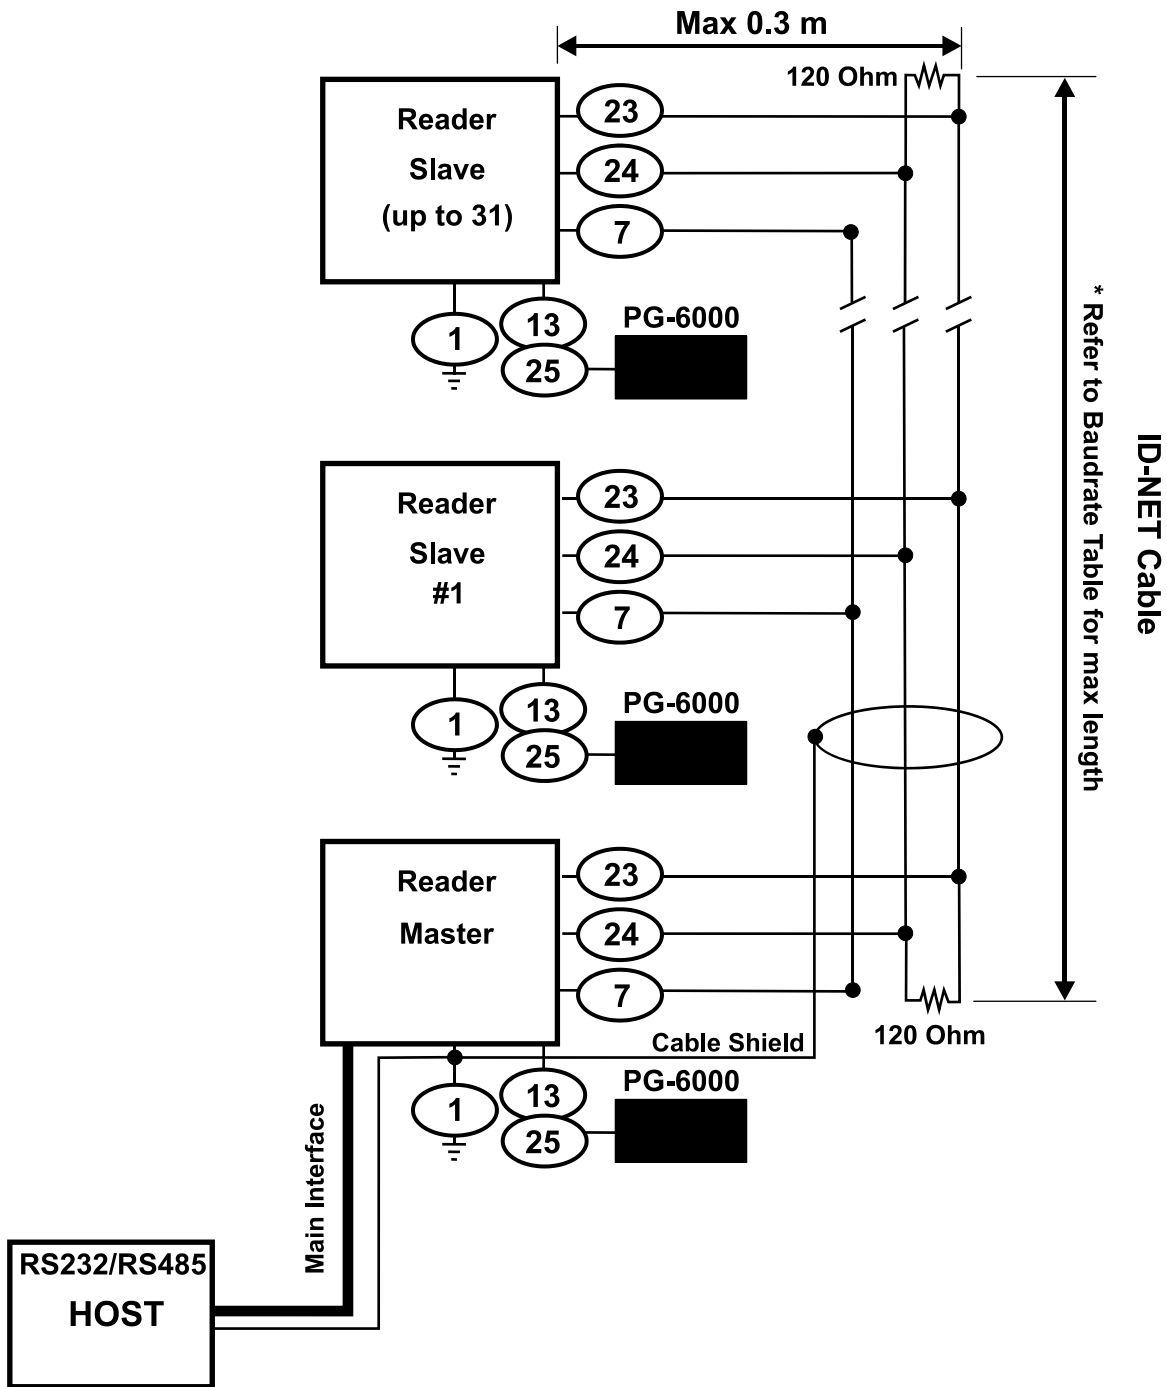 Max 0.3 m
120 Ohm
Reader
Slave
(up to 31)
23
24
7
1
13
25
PG-6000
Reader
Slave
#1
23
24
7
1
13
25
PG-6000
Reader
Master
23
24
7
120 Ohm
Cable Shield
1
13
25
PG-6000
Main Interface
RS232/RS485
HOST
* Refer to Baudrate Table for max length
ID-NET Cable